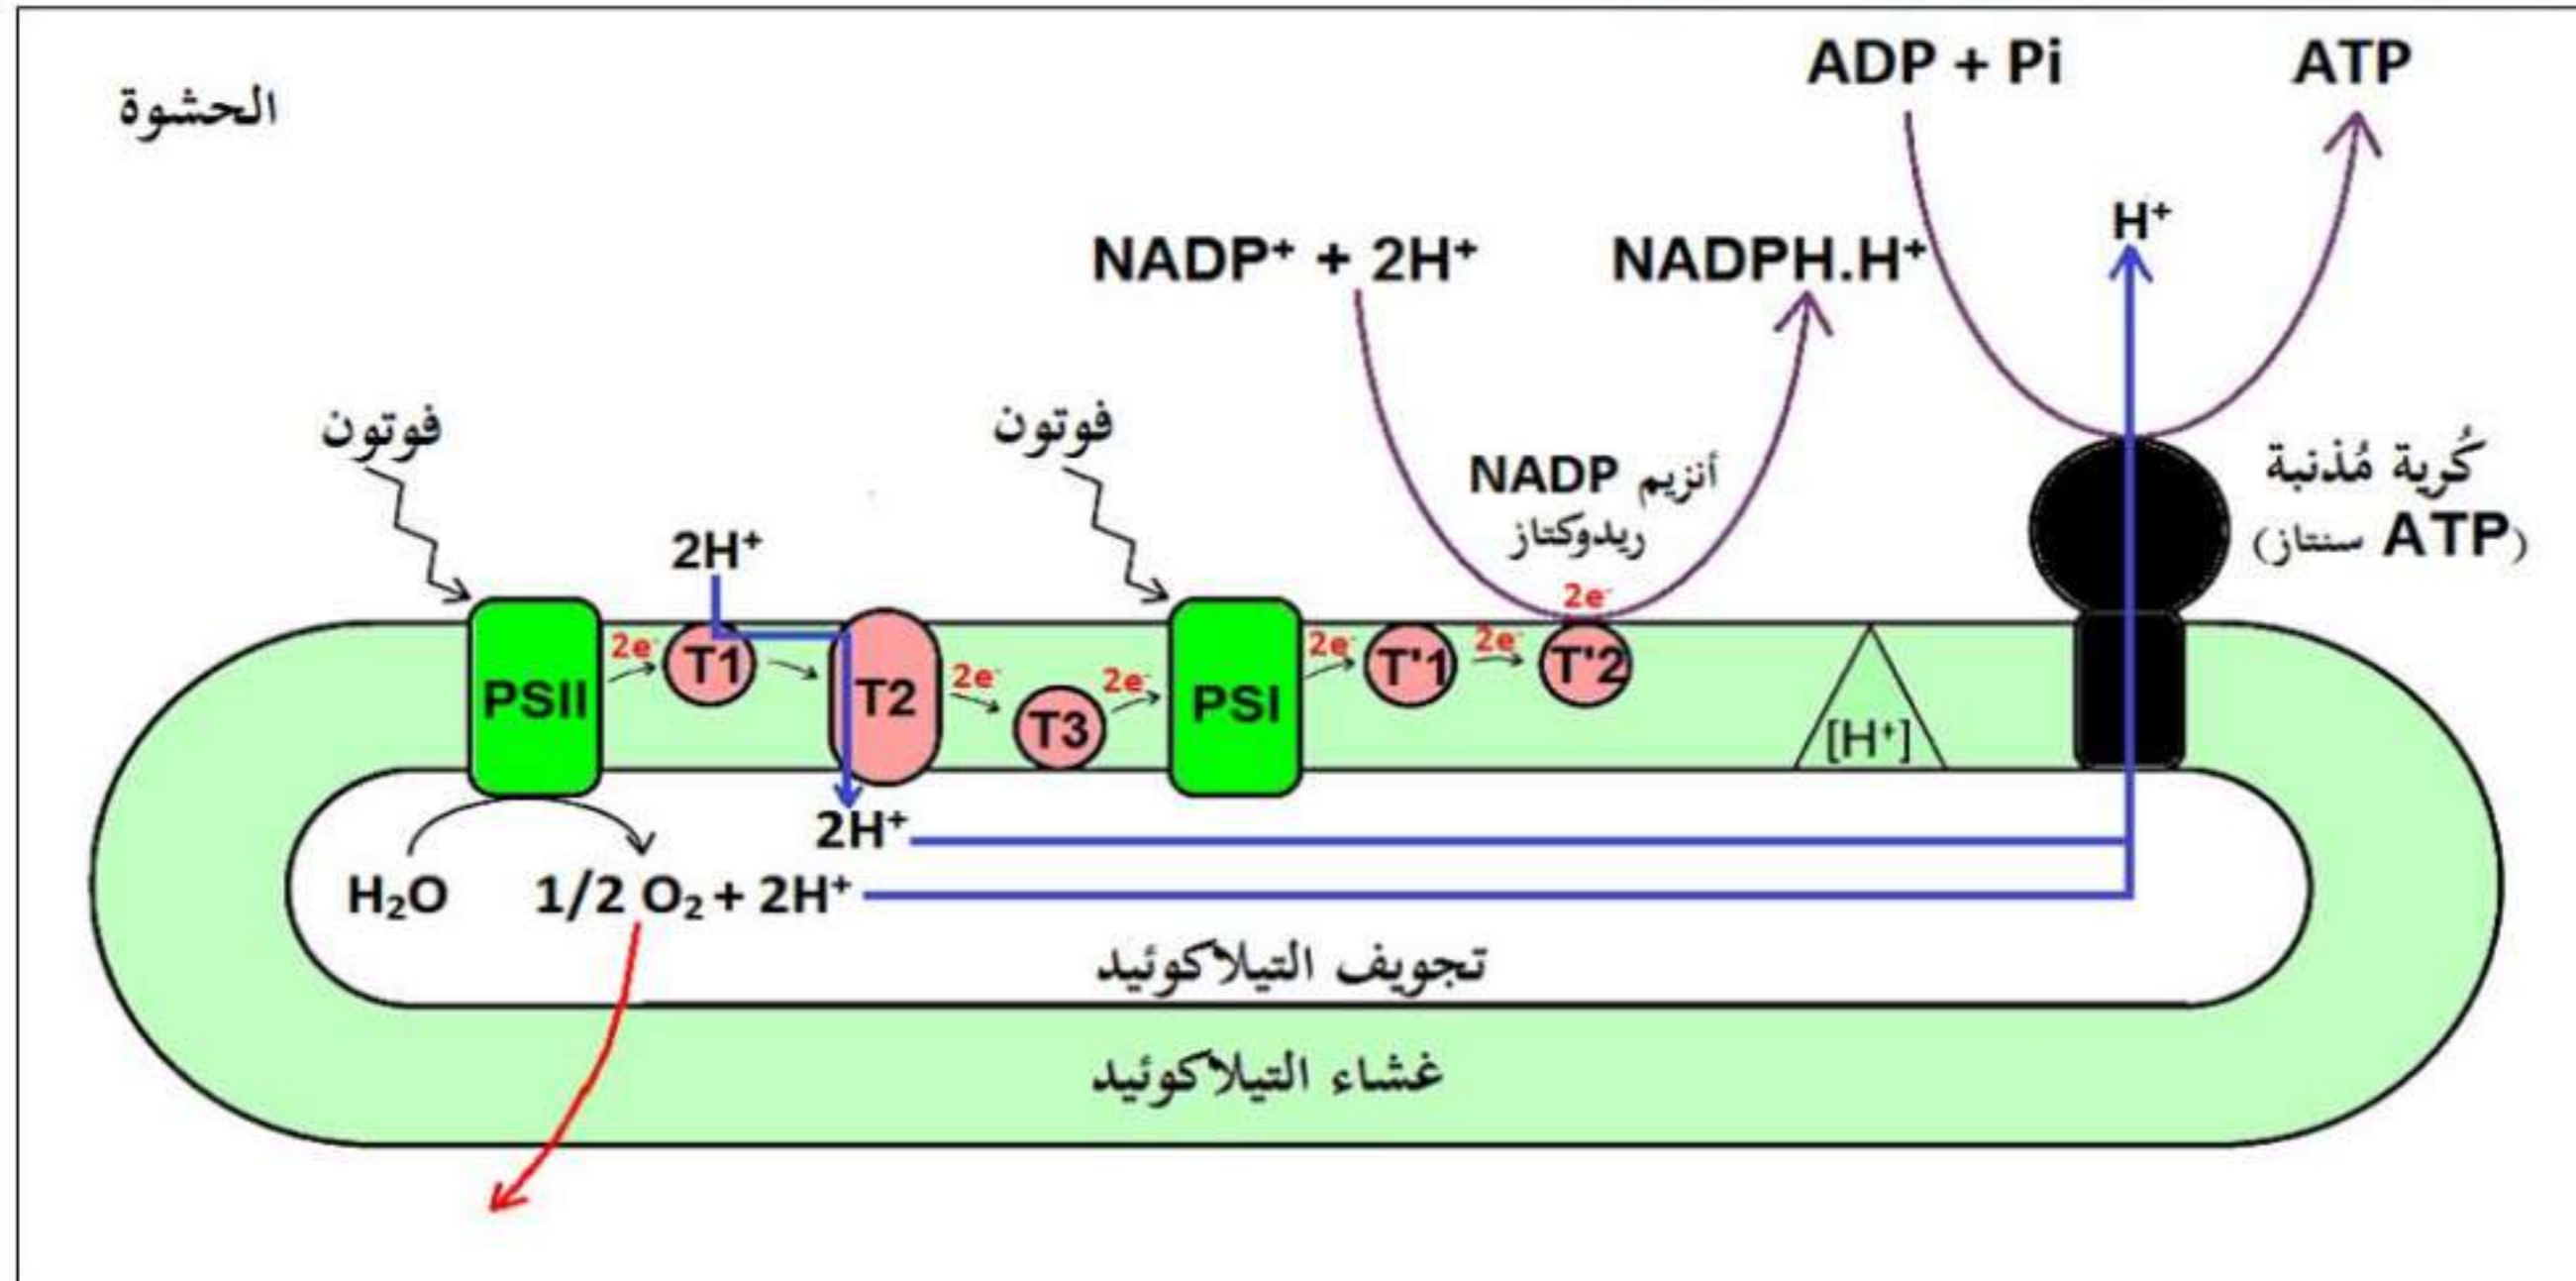 الحشوة
ADP + Pi
ATP
NADP⁺ + 2H⁺
NADPH.H⁺
H⁺
فوتون
فوتون
أنزيم NADP
ريدوكتاز
كُرية مُذنبة
(ATP سنتاز)
2H⁺
2e⁻
PSII
2e⁻
T1
T2
2e⁻
T3
2e⁻
PSI
2e⁻
T'1
2e⁻
T'2
[H⁺]
2H⁺
H₂O
1/2 O₂ + 2H⁺
تجويف التيلاكوئيد
غشاء التيلاكوئيد